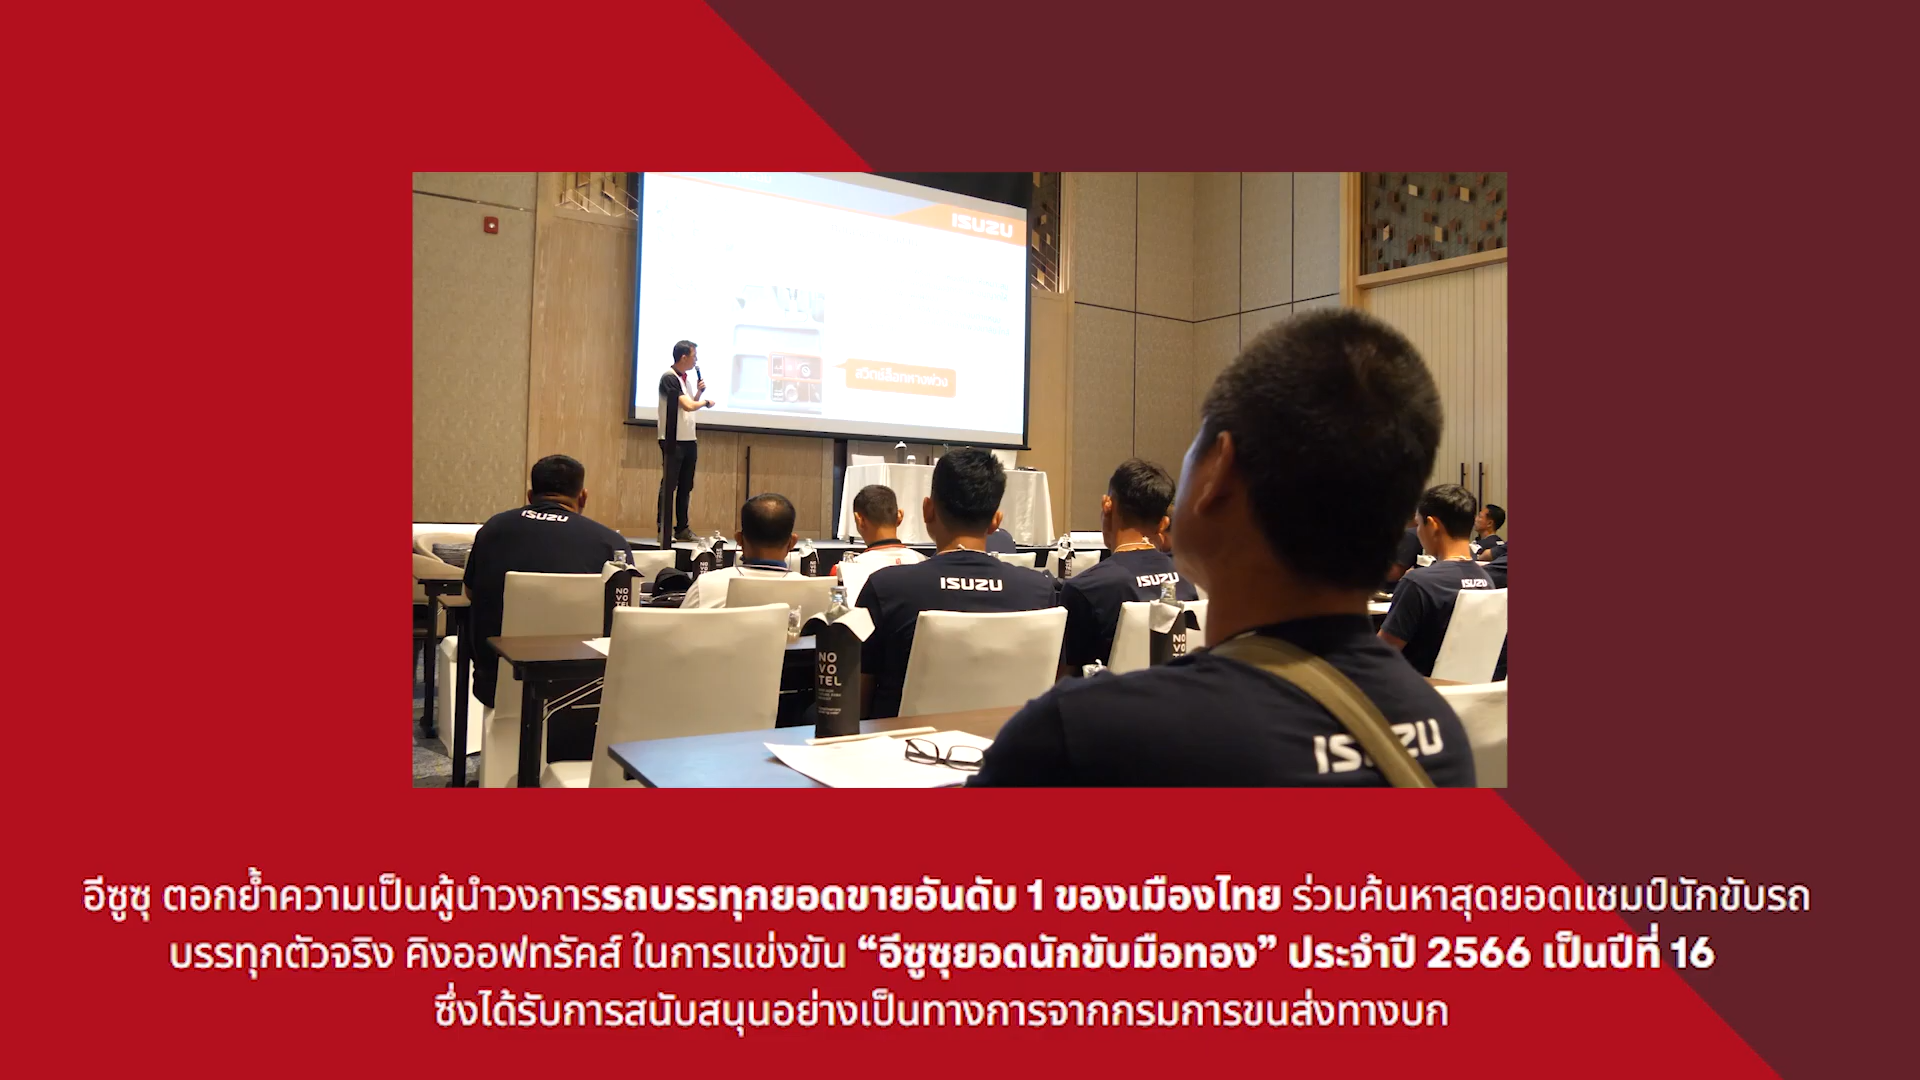 ISUZU
สวิตช์ล็อกหางพ่วง
ISUZU
ISUZU
ISUZU
ISUZU
NO
VO
TEL
NO
VO
TEL
NO
VO
ISUZU
อีซูซุ ตอกย้ำความเป็นผู้นำวงการรถบรรทุกยอดขายอันดับ 1 ของเมืองไทย ร่วมค้นหาสุดยอดแชมป์นักขับรถ
บรรทุกตัวจริง คิงออฟทรัคส์ ในการแข่งขัน “อีซูซุยอดนักขับมือทอง” ประจำปี 2566 เป็นปีที่ 16
ซึ่งได้รับการสนับสนุนอย่างเป็นทางการจากกรมการขนส่งทางบก